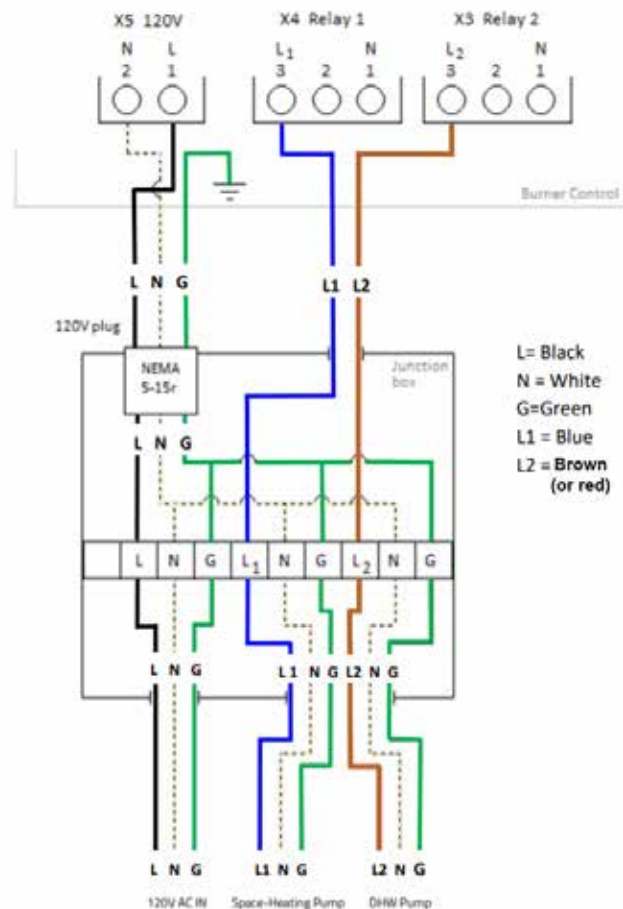 X5 120V X4 Relay 1 X3 Relay 2
N L L1 N L2 N
2 1 3 2 1 3 2 1
Burner Control
L N G L1 L2
120V plug
NEMA
5-15r
Junction
box
L= Black
N = White
G=Green
L1 = Blue
L2 = Brown
(or red)
L N G
L N G L1 N G L2 N G
L N G L1 N G L2 N G
L N G L1 N G L2 N G
120V AC IN Space-Heating Pump DHW Pump